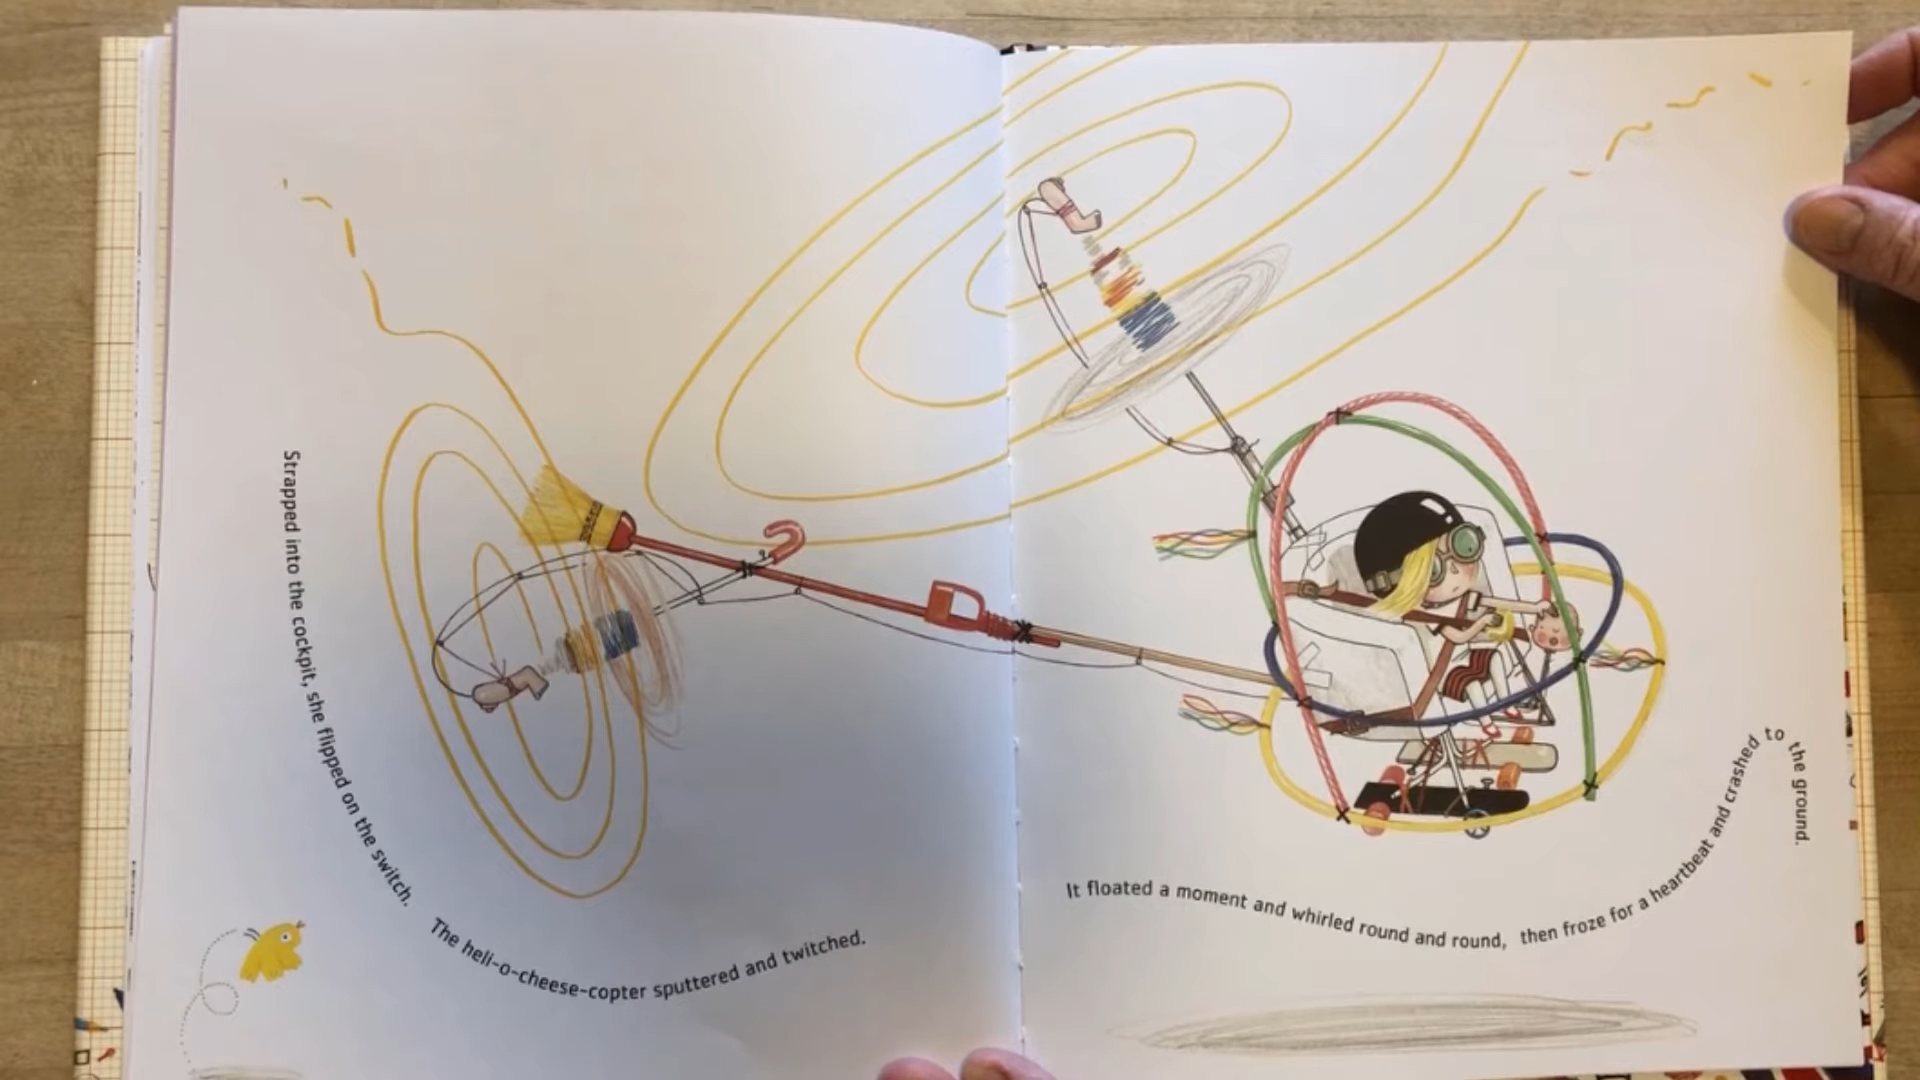 Strapped into the cockpit, she flipped on the switch.
The heli-o-cheese-copter sputtered and twitched.
It floated a moment and whirled round and round,
then froze for a heartbeat and crashed to the ground.